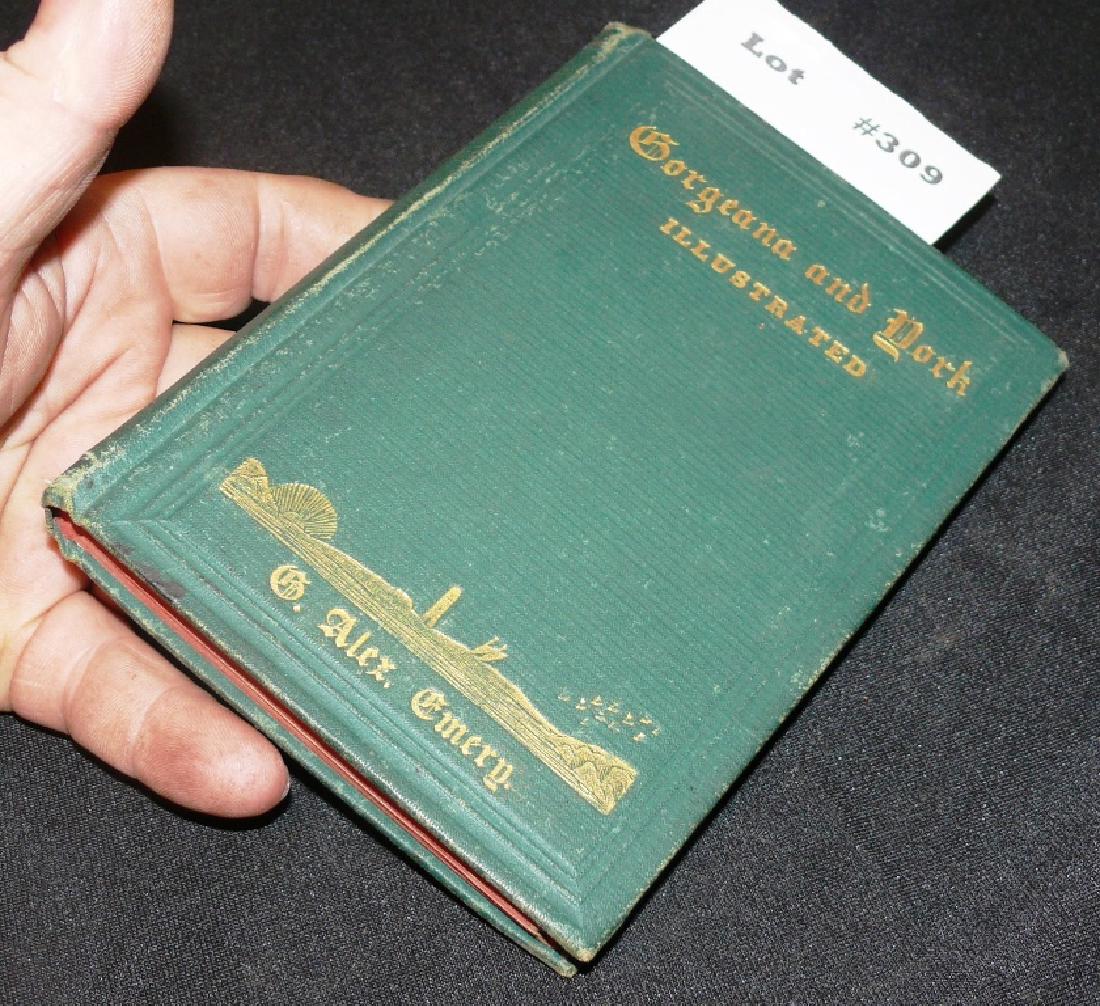 Lot #309
Gorgeana and York
ILLUSTRATED
G. Alex. Emery.